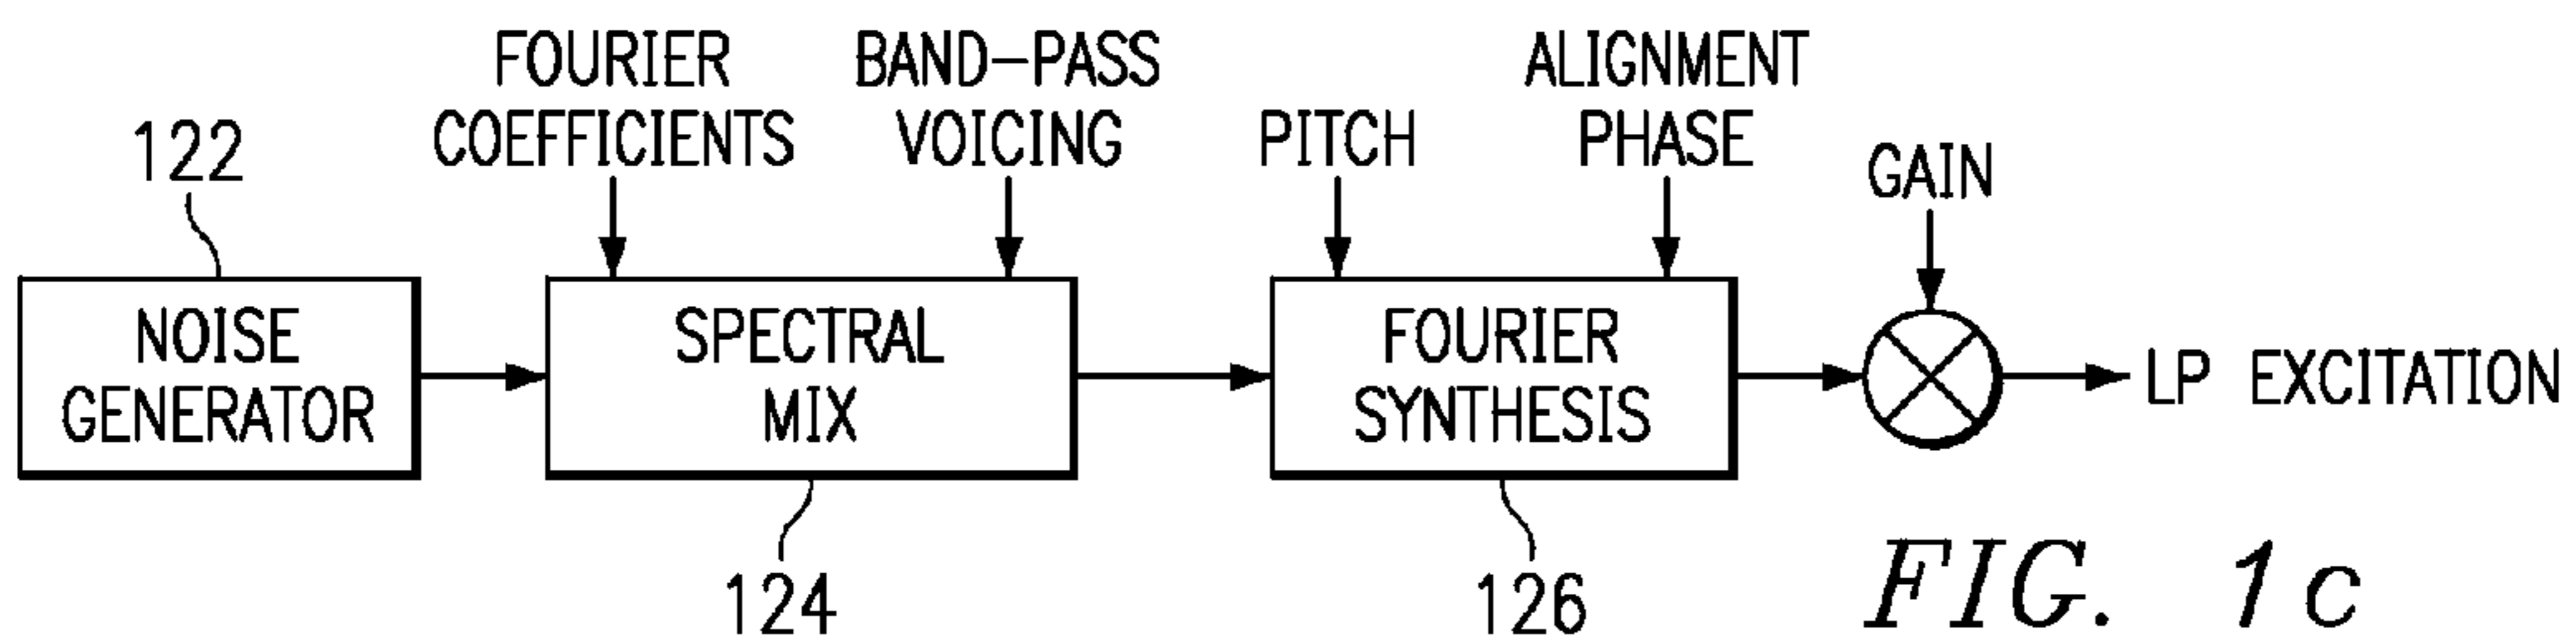 FOURIER
COEFFICIENTS
BAND-PASS
VOICING
PITCH
ALIGNMENT
PHASE
GAIN
122
NOISE
GENERATOR
SPECTRAL
MIX
FOURIER
SYNTHESIS
LP EXCITATION
124
126
FIG. 1c